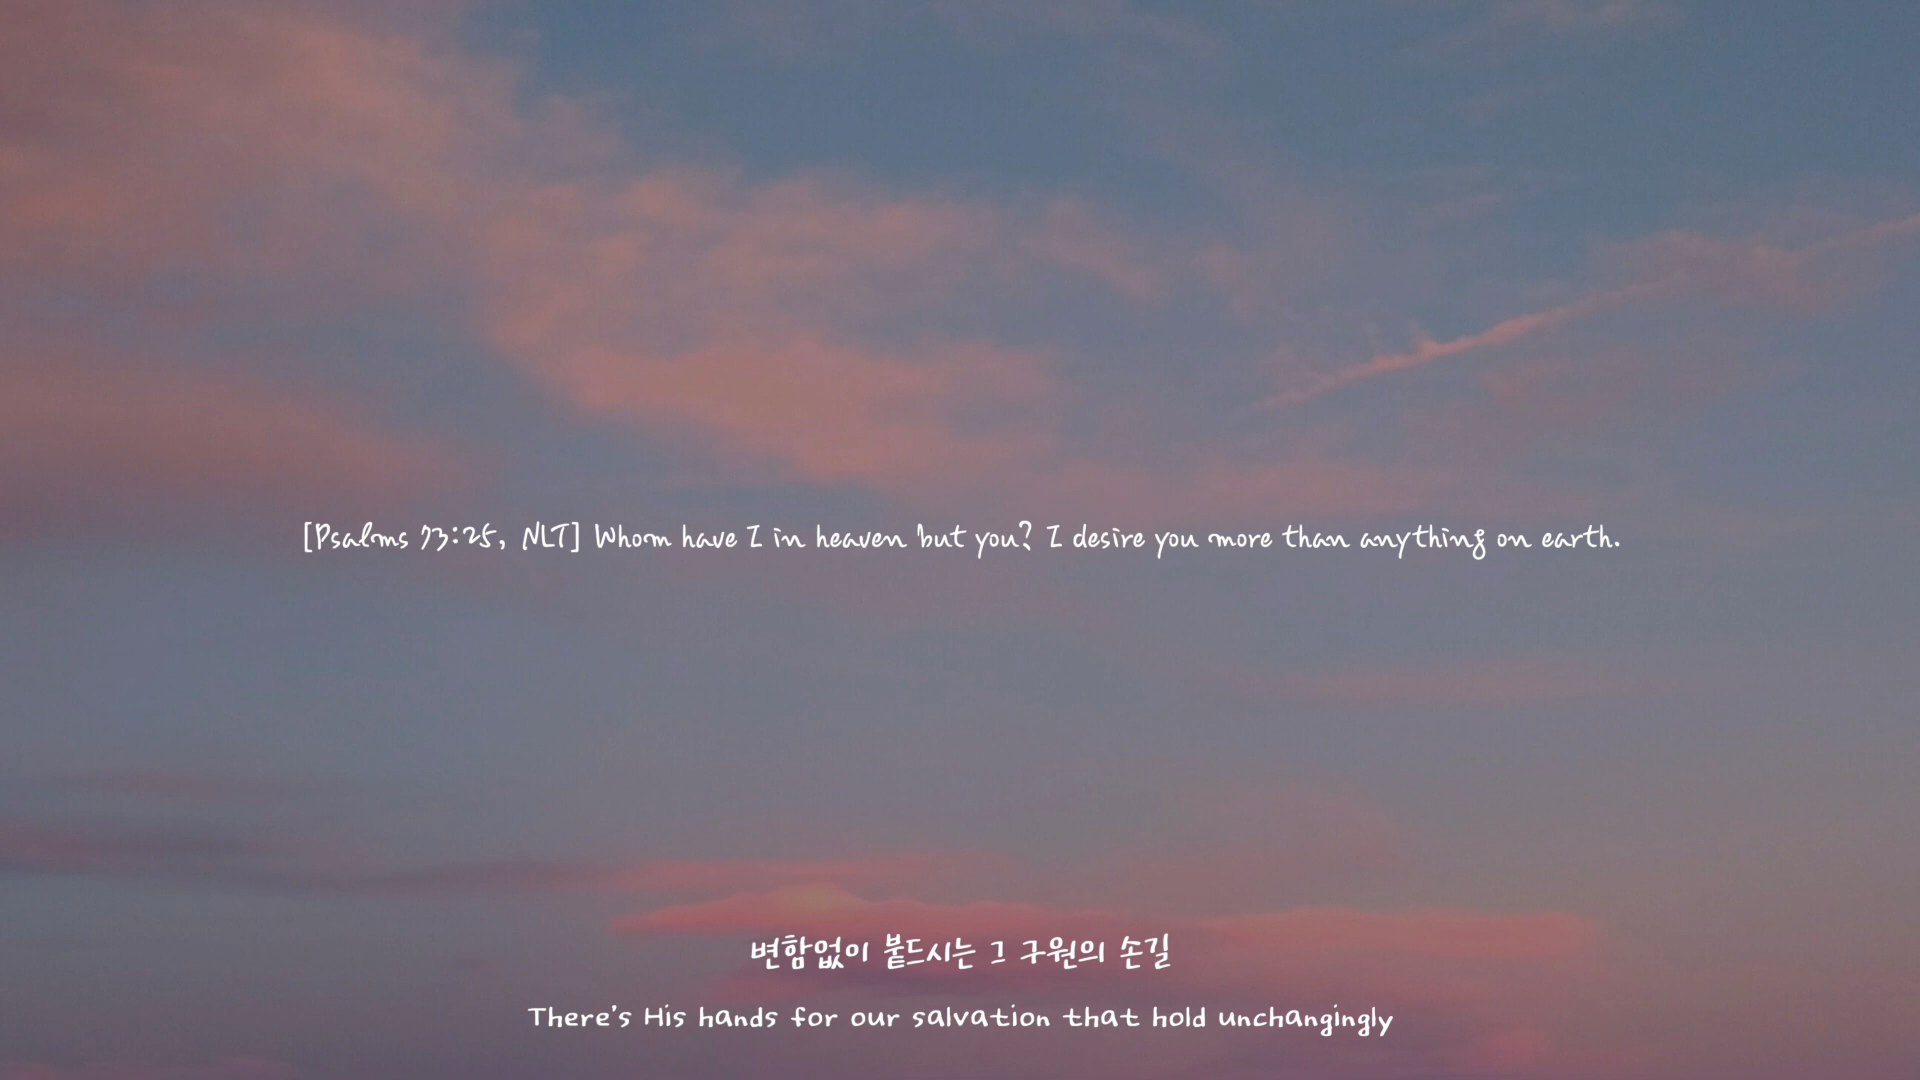 [Psalms 73:25, NLT] Whom have I in heaven but you? I desire you more than anything on earth.
변함없이 붙드시는 그 구원의 손길
There's His hands for our salvation that hold unchangingly